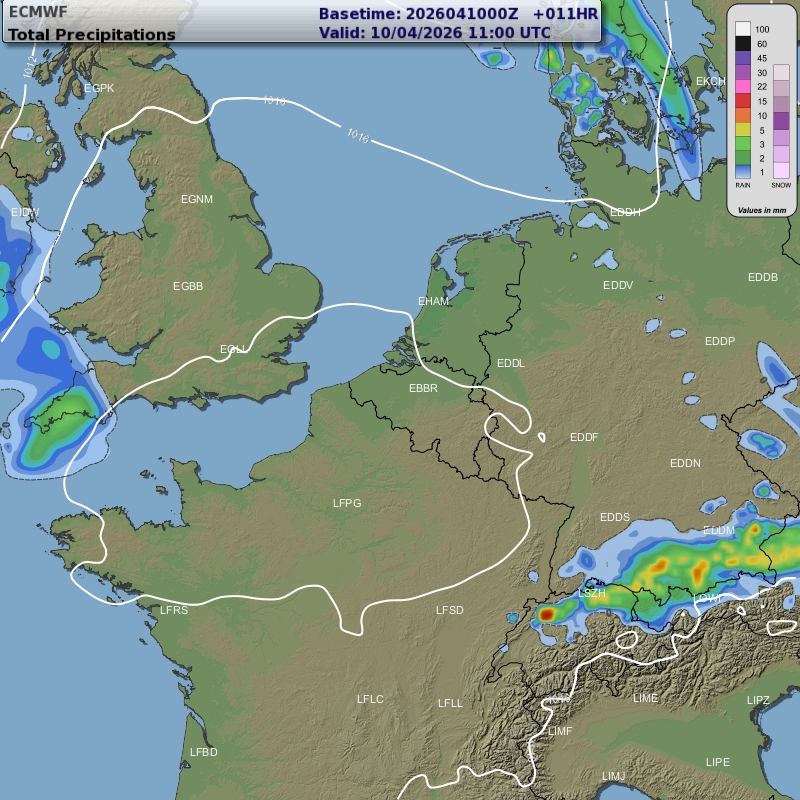 ECMWF
Basetime: 2026041000Z +011HR
Total Precipitations
Valid: 10/04/2026 11:00 UTC
100
60
45
30
22
15
10
5
3
2
1
RAIN
SNOW
Values in mm
1012
EGPK
EKCH
1016
1016
EGNM
EIDW
EDDH
EDDB
EGBB
EDDV
EHAM
EDDP
EGLL
EDDL
EBBR
EDDF
EDDN
LFPG
EDDS
EDDM
LSZH
LOWI
LFRS
LFSD
LFLC
LFLL
LIME
LIPZ
LIMF
LFBD
LIPE
LIMJ